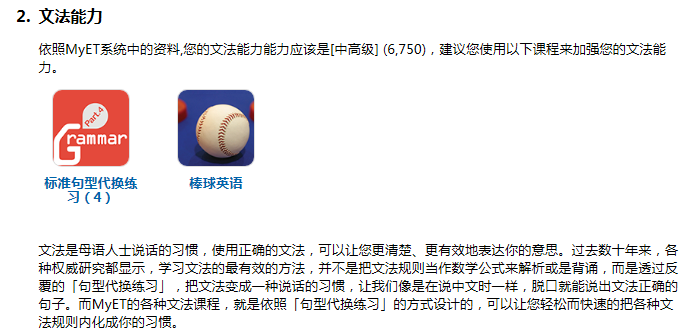 2. 文法能力
依照MyET系统中的资料,您的文法能力能力应该是[中高级] (6,750)，建议您使用以下课程来加强您的文法能
力。
Part.4
Grammar
标准句型代换练
习（4）
棒球英语
文法是母语人士说话的习惯，使用正确的文法，可以让您更清楚、更有效地表达你的意思。过去数十年来，各
种权威研究都显示，学习文法的最有效的方法，并不是把文法规则当作数学公式来解析或是背诵，而是透过反
覆的「句型代换练习」，把文法变成一种说话的习惯，让我们像是在说中文时一样，脱口就能说出文法正确的
句子。而MyET的各种文法课程，就是依照「句型代换练习」的方式设计的，可以让您轻松而快速的把各种文
法规则内化成你的习惯。